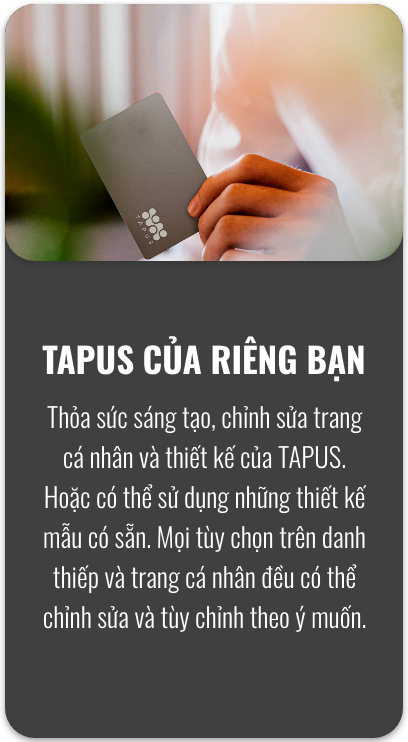 TAPUS
TAPUS CỦA RIÊNG BẠN
Thỏa sức sáng tạo, chỉnh sửa trang
cá nhân và thiết kế của TAPUS.
Hoặc có thể sử dụng những thiết kế
mẫu có sẵn. Mọi tùy chọn trên danh
thiếp và trang cá nhân đều có thể
chỉnh sửa và tùy chỉnh theo ý muốn.